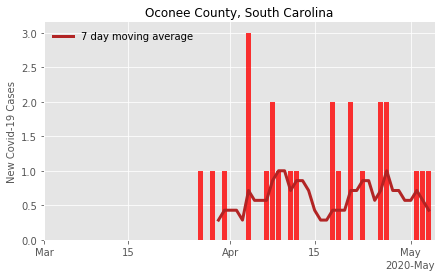 Oconee County, South Carolina
7 day moving average
New Covid-19 Cases
3.0
2.5
2.0
1.5
1.0
0.5
0.0
Mar
15
Apr
15
May
2020-May